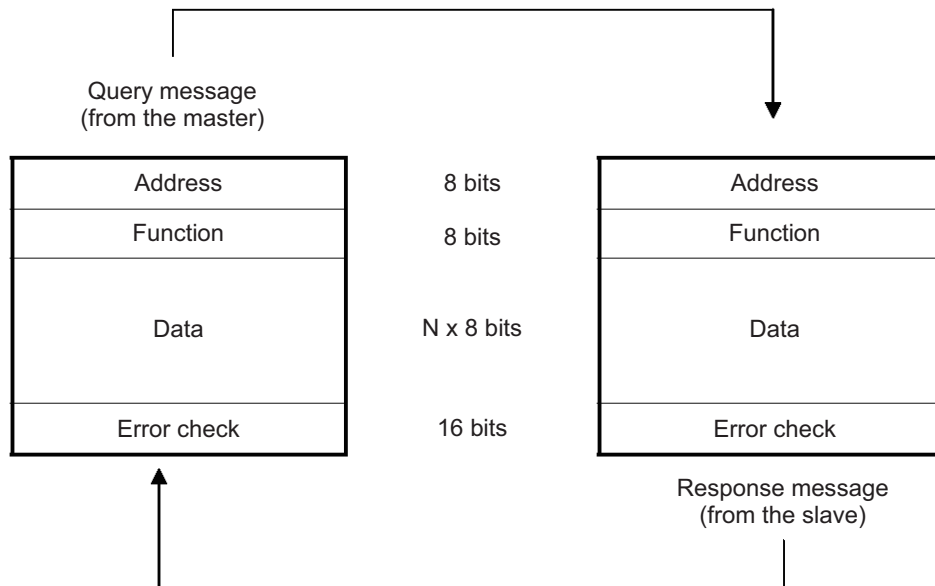 Query message
(from the master)
Address
8 bits
Address
Function
8 bits
Function
Data
N x 8 bits
Data
Error check
16 bits
Error check
Response message
(from the slave)